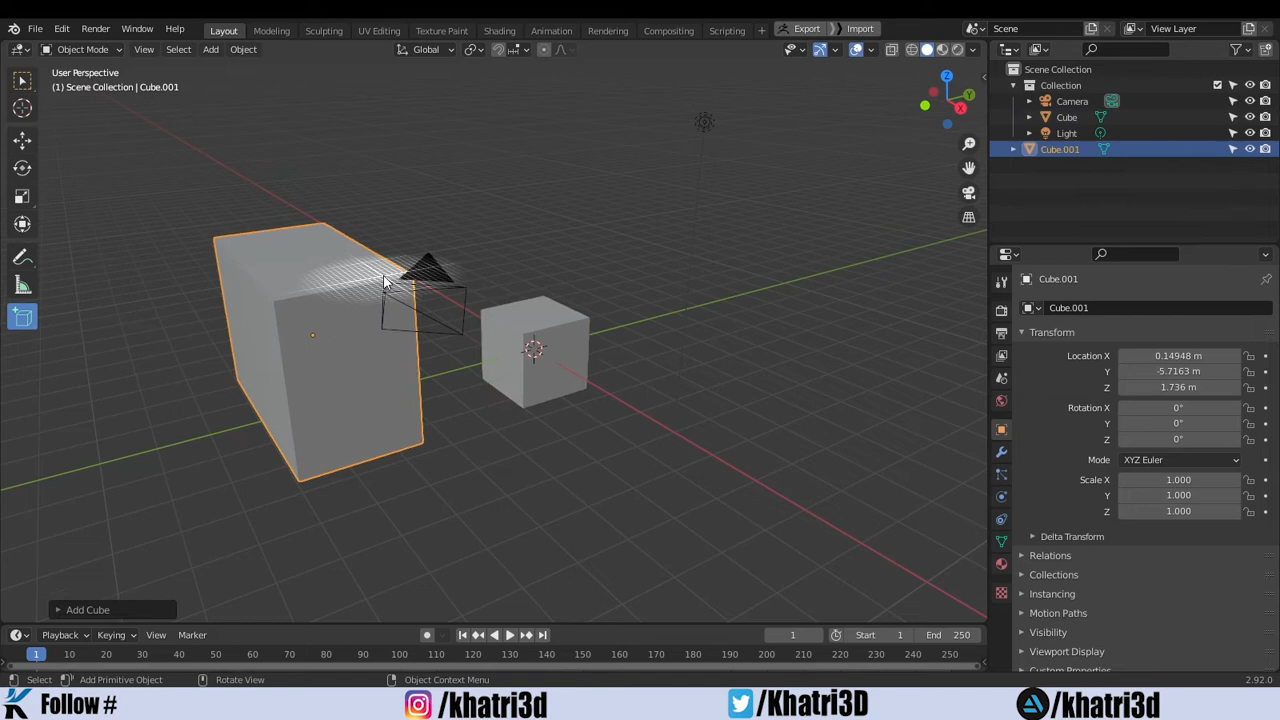 File Edit Render Window Help Layout Modeling Sculpting UV Editing Texture Paint Shading Animation Rendering Compositing Scripting + Export Import Scene View Layer
Object Mode View Select Add Object Global
User Perspective
(1) Scene Collection | Cube.001
Z
Y
X
Scene Collection
Collection
Camera
Cube
Light
Cube.001
Cube.001
Cube.001
Transform
Location X 0.14948 m
Y -5.7163 m
Z 1.736 m
Rotation X 0°
Y 0°
Z 0°
Mode XYZ Euler
Scale X 1.000
Y 1.000
Z 1.000
Delta Transform
Relations
Collections
Instancing
Motion Paths
Visibility
Viewport Display
Custom Properties
Add Cube
Playback Keying View Marker 1 Start 1 End 250
1 10 20 30 40 50 60 70 80 90 100 110 120 130 140 150 160 170 180 190 200 210 220 230 240 250
Select Add Primitive Object Rotate View Object Context Menu 2.92.0
Follow # /khatri3d /Khatri3D /khatri3d